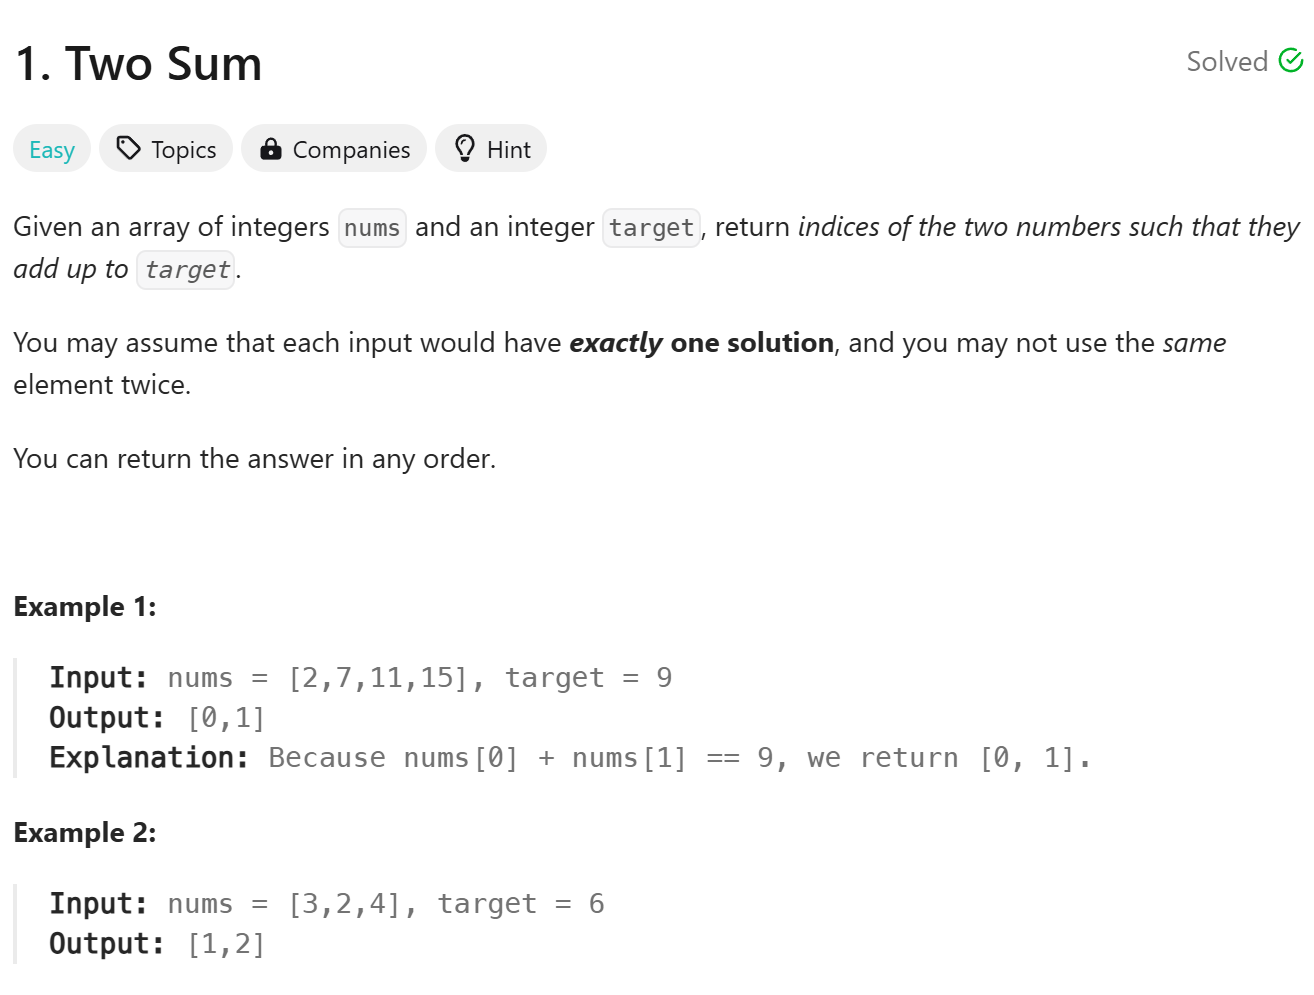 1. Two Sum
Solved
Easy
Topics
Companies
Hint
Given an array of integers nums and an integer target, return indices of the two numbers such that they
add up to target.
You may assume that each input would have exactly one solution, and you may not use the same
element twice.
You can return the answer in any order.
Example 1:
Input: nums = [2,7,11,15], target = 9
Output: [0,1]
Explanation: Because nums[0] + nums[1] == 9, we return [0, 1].
Example 2:
Input: nums = [3,2,4], target = 6
Output: [1,2]